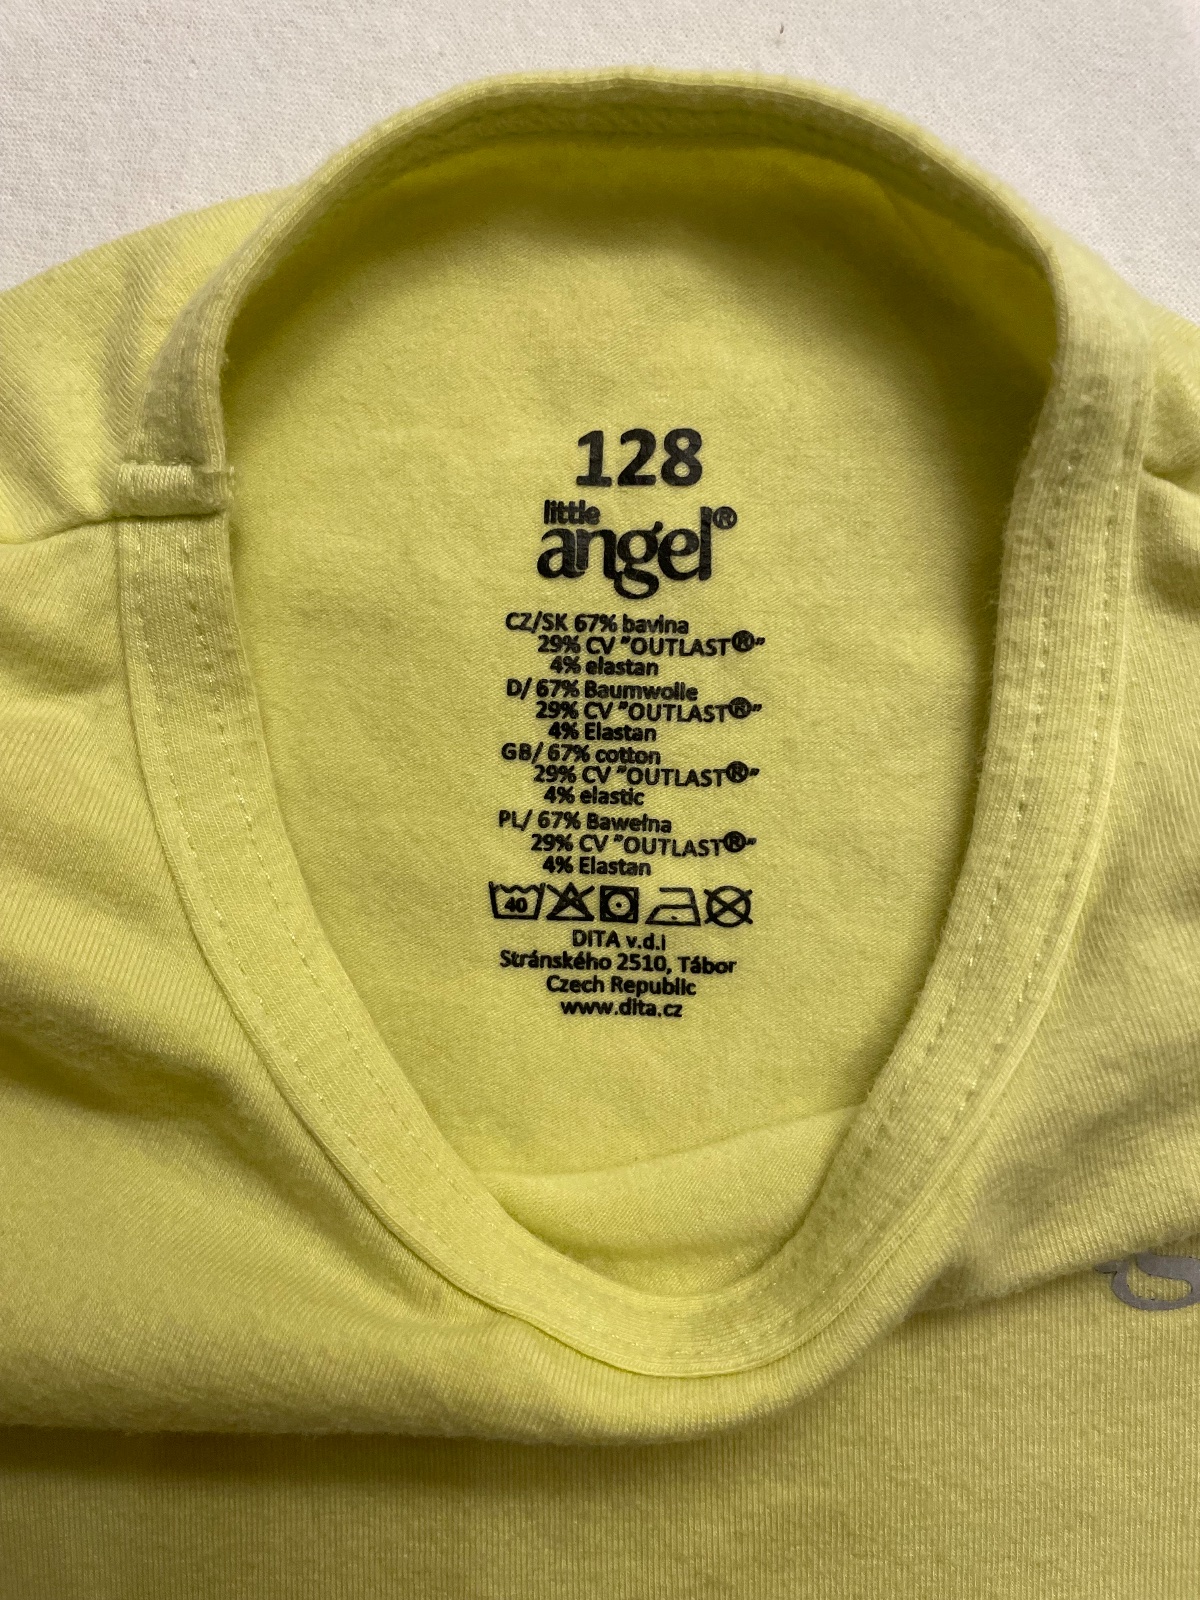 128
little
angel®
CZ/SK 67% bavlna
29% CV "OUTLAST®"
4% elastan
D/ 67% Baumwolle
29% CV "OUTLAST®"
4% Elastan
GB/ 67% cotton
29% CV "OUTLAST®"
4% elastic
PL/ 67% Bawełna
29% CV "OUTLAST®"
4% Elastan
40
DITA v.d.i
Stránského 2510, Tábor
Czech Republic
www.dita.cz